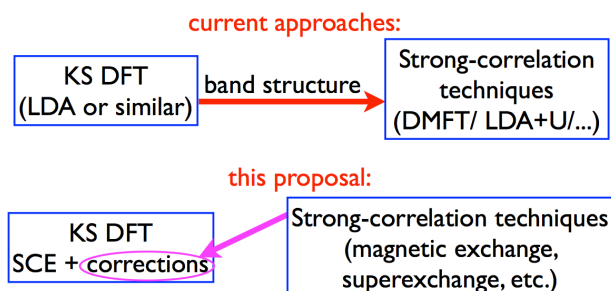 current approaches:
KS DFT
(LDA or similar)
band structure
Strong-correlation
techniques
(DMFT/ LDA+U/...)
this proposal:
KS DFT
SCE + corrections
Strong-correlation techniques
(magnetic exchange,
superexchange, etc.)